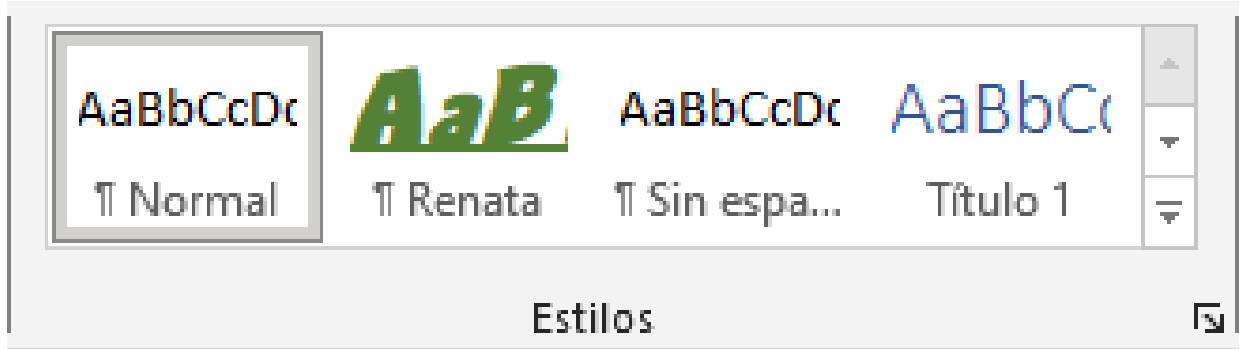 AaBbCcDc AaB AaBbCcDc AaBbCc
¶ Normal ¶ Renata ¶ Sin espa... Título 1
Estilos